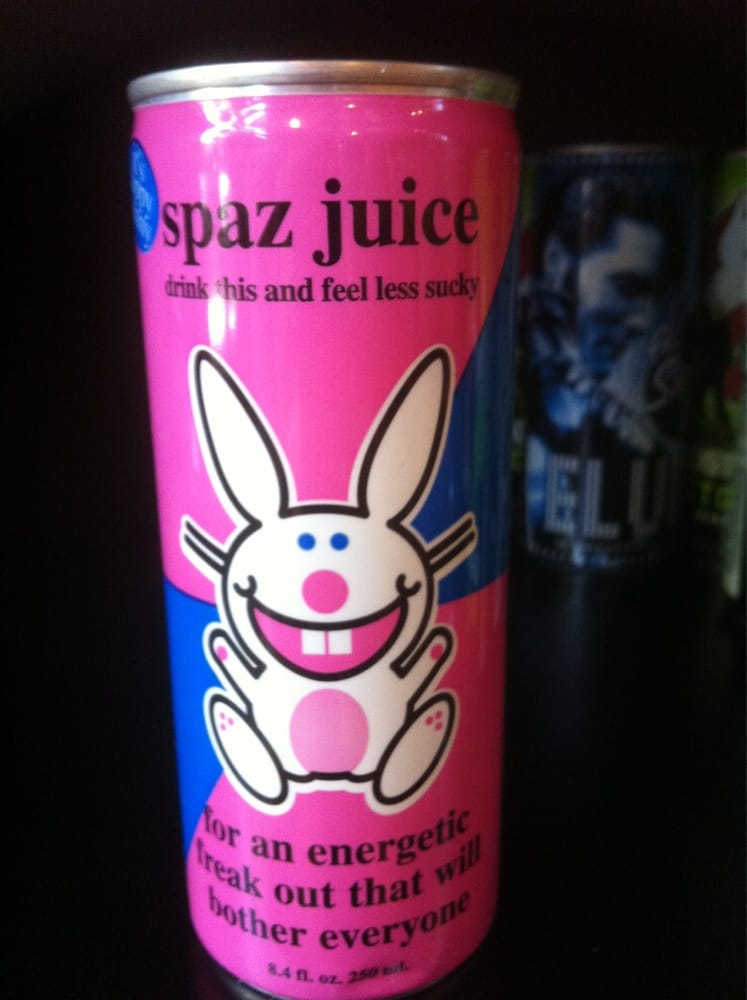 spaz juice
drink this and feel less sucky
for an energetic
freak out that will
bother everyone
8.4 fl. oz. 250 ml.